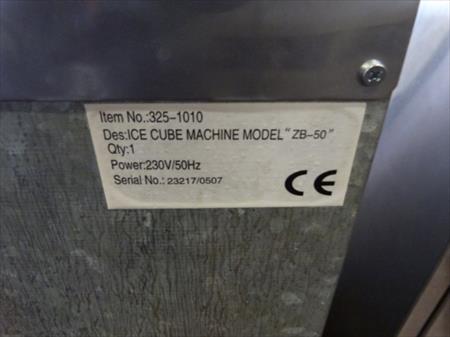 Item No.:325-1010
Des:ICE CUBE MACHINE MODEL "ZB-50"
Qty:1
Power:230V/50Hz
Serial No.: 23217/0507
CE